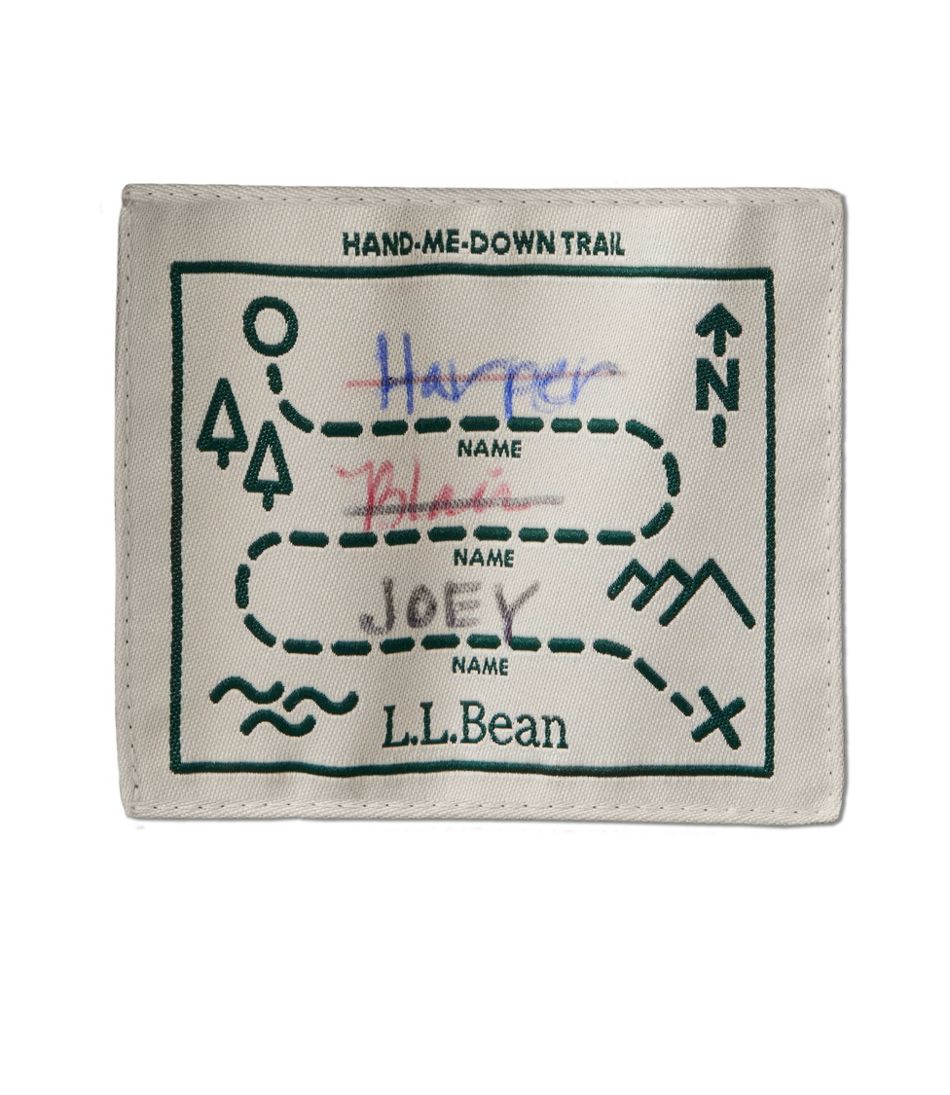 HAND-ME-DOWN TRAIL
Harper
N
NAME
Blair
NAME
JOEY
NAME
L.L.Bean